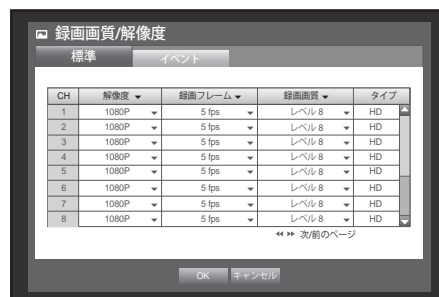 録画画質/解像度
標準 イベント
CH 解像度 録画フレーム 録画画質 タイプ
1 1080P 5 fps レベル 8 HD
2 1080P 5 fps レベル 8 HD
3 1080P 5 fps レベル 8 HD
4 1080P 5 fps レベル 8 HD
5 1080P 5 fps レベル 8 HD
6 1080P 5 fps レベル 8 HD
7 1080P 5 fps レベル 8 HD
8 1080P 5 fps レベル 8 HD
次/前のページ
OK キャンセル